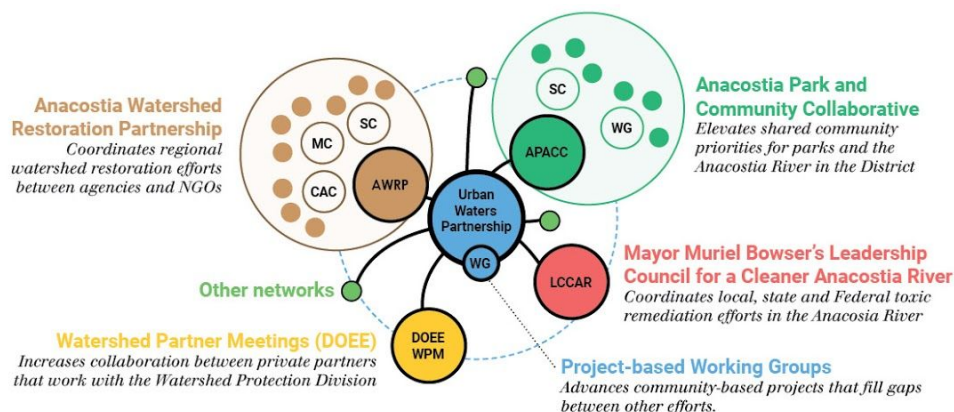 Anacostia Watershed
Restoration Partnership
Coordinates regional
watershed restoration efforts
between agencies and NGOs
SC
MC
CAC
AWRP
Urban
Waters
Partnership
WG
SC
WG
APACC
Anacostia Park and
Community Collaborative
Elevates shared community
priorities for parks and the
Anacostia River in the District
LCCAR
Mayor Muriel Bowser's Leadership
Council for a Cleaner Anacostia River
Coordinates local, state and Federal toxic
remediation efforts in the Anacosia River
Other networks
Watershed Partner Meetings (DOEE)
Increases collaboration between private partners
that work with the Watershed Protection Division
DOEE
WPM
Project-based Working Groups
Advances community-based projects that fill gaps
between other efforts.